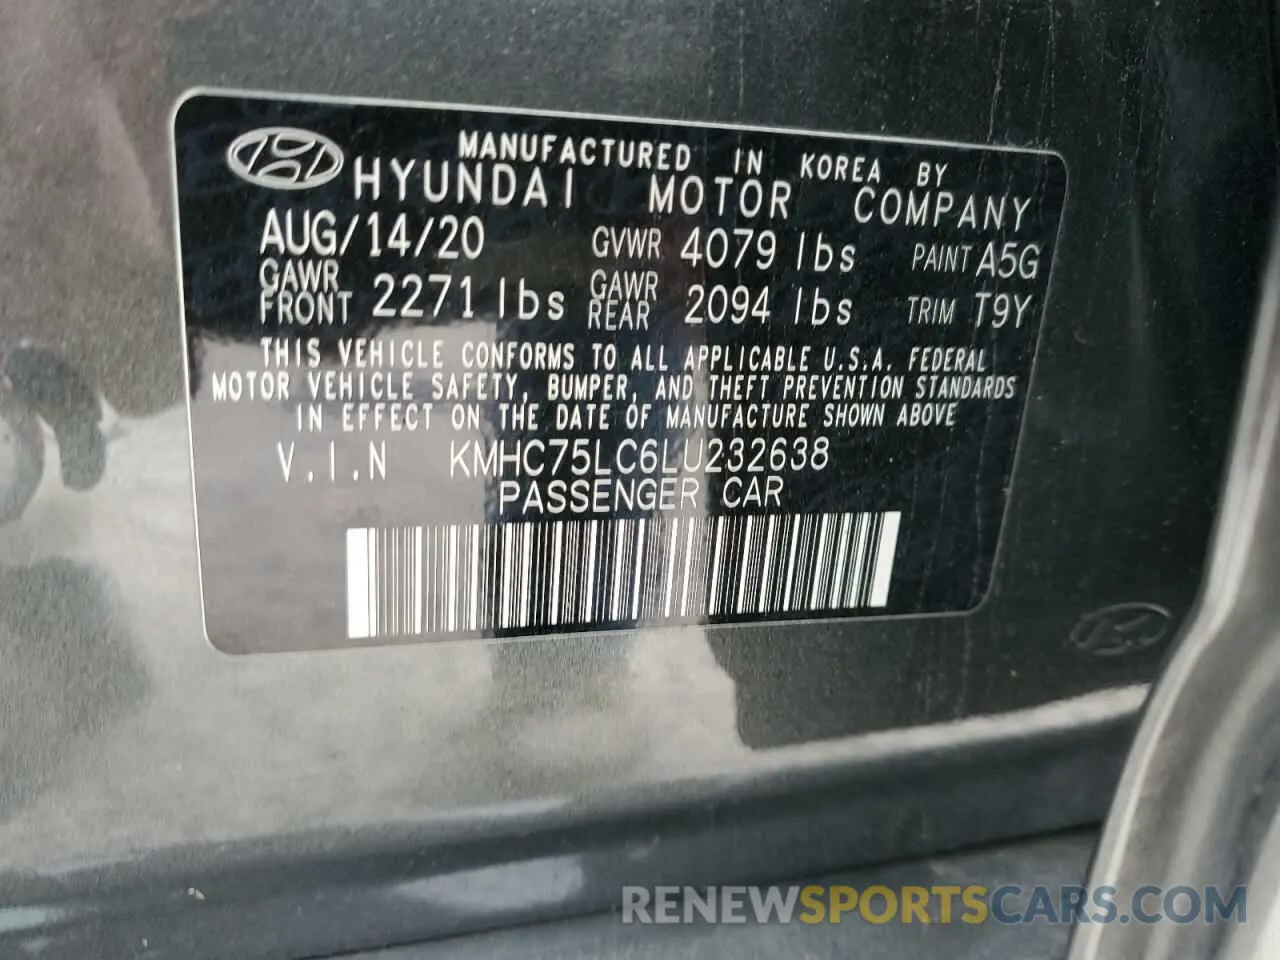 MANUFACTURED IN KOREA BY
HYUNDAI MOTOR COMPANY
AUG/14/20 GVWR 4079 lbs PAINT A5G
GAWR FRONT 2271 lbs GAWR REAR 2094 lbs TRIM T9Y
THIS VEHICLE CONFORMS TO ALL APPLICABLE U.S.A. FEDERAL
MOTOR VEHICLE SAFETY, BUMPER, AND THEFT PREVENTION STANDARDS
IN EFFECT ON THE DATE OF MANUFACTURE SHOWN ABOVE
V.I.N KMHC75LC6LU232638
PASSENGER CAR
RENEWSPORTSCARS.COM